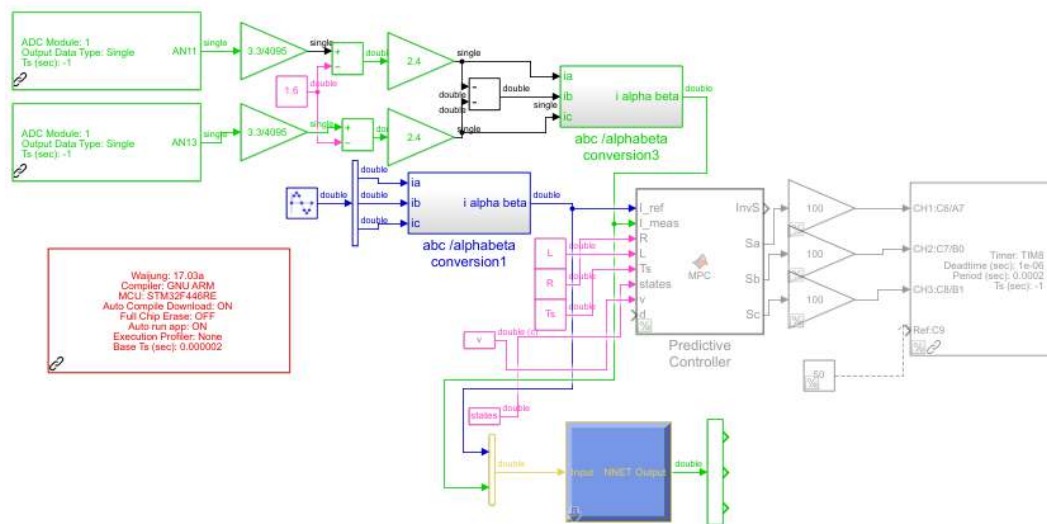 ADC Module: 1
Output Data Type: Single
Ts (sec): -1
AN11
single
3.3/4095
single
double
2.4
single
1.6
double
double
double
single
ia
ib
ic
i alpha beta
double
abc /alphabeta
conversion3
ADC Module: 1
Output Data Type: Single
Ts (sec): -1
AN13
single
3.3/4095
single
2.4
single
double
double
double
double
ia
ib
ic
i alpha beta
double
abc /alphabeta
conversion1
I_ref
I_meas
R
L
Ts
states
v
d
InvS
Sa
Sb
Sc
MPC
Predictive
Controller
100
100
100
CH1:C6/A7
CH2:C7/B0
CH3:C8/B1
Ref:C9
Timer: TIM8
Deadtime (sec): 1e-06
Period (sec): 0.0002
Ts (sec): -1
50
L
R
Ts
double
double
double
v
double (c)
states
double
Waijung: 17.03a
Compiler: GNU ARM
MCU: STM32F446RE
Auto Compile Download: ON
Full Chip Erase: OFF
Auto run app: ON
Execution Profiler: None
Base Ts (sec): 0.000002
double
Input
NNET Output
double